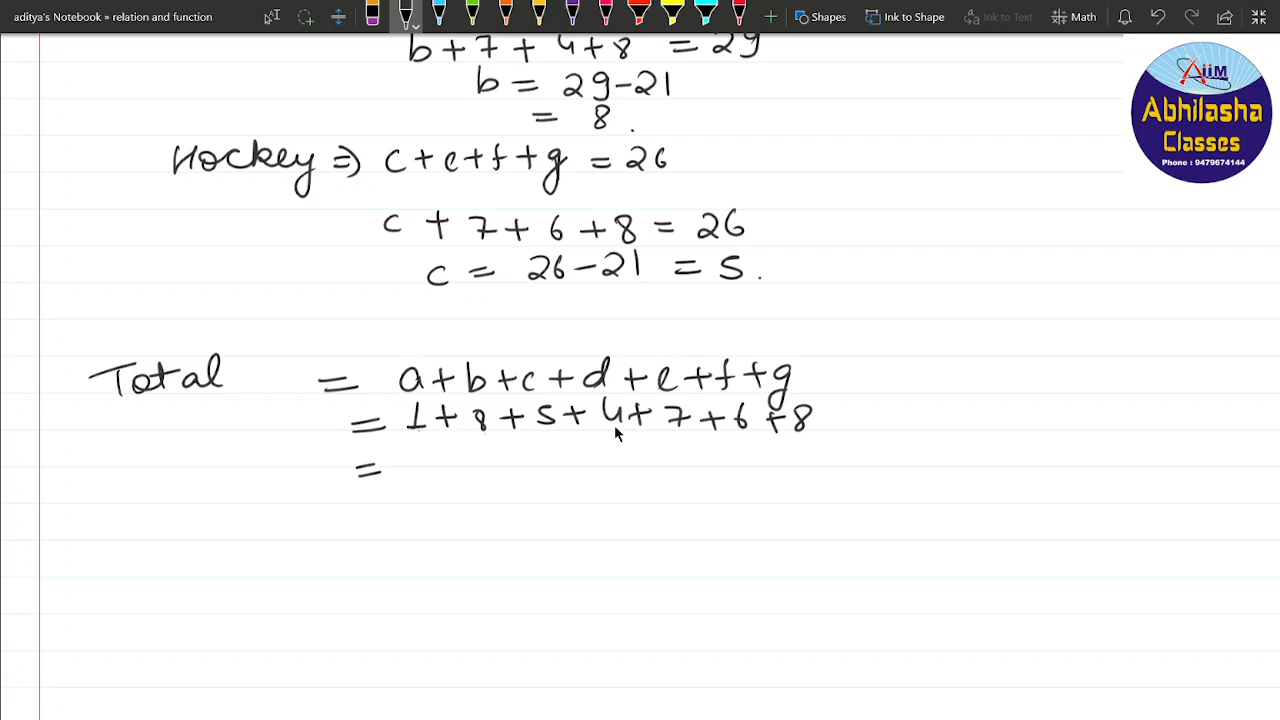 aditya's Notebook » relation and function
Shapes
Ink to Shape
Ink to Text
Math
b + 7 + 4 + 8 = 29
b = 29 - 21
= 8 .
Hockey ⇒ c + e + f + g = 26
c + 7 + 6 + 8 = 26
c = 26 - 21 = 5 .
Total = a + b + c + d + e + f + g
= 1 + 8 + 5 + 4 + 7 + 6 + 8
=
AiiM
Abhilasha
Classes
Phone : 9479674144